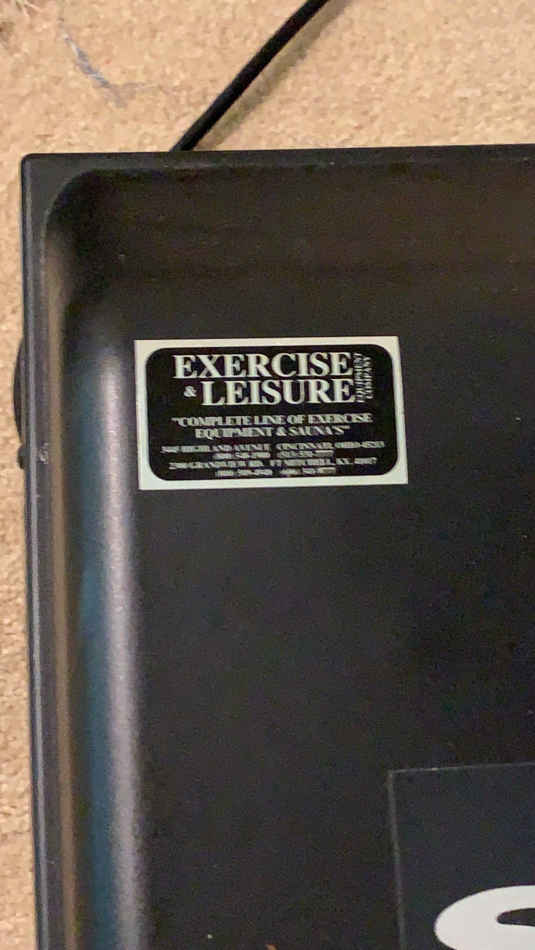 EXERCISE
& LEISURE
EQUIPMENT
COMPANY
"COMPLETE LINE OF EXERCISE
EQUIPMENT & SAUNA'S"
HIGHLAND AVENUE CINCINNATI, OHIO
GRANDVIEW RD. FT MITCHELL, KY.
S